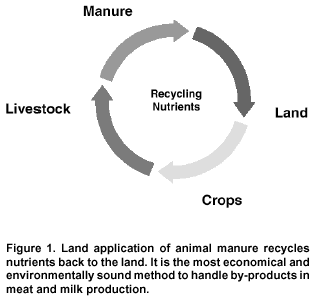 Manure
Recycling
Nutrients
Livestock
Land
Crops
Figure 1. Land application of animal manure recycles
nutrients back to the land. It is the most economical and
environmentally sound method to handle by-products in
meat and milk production.